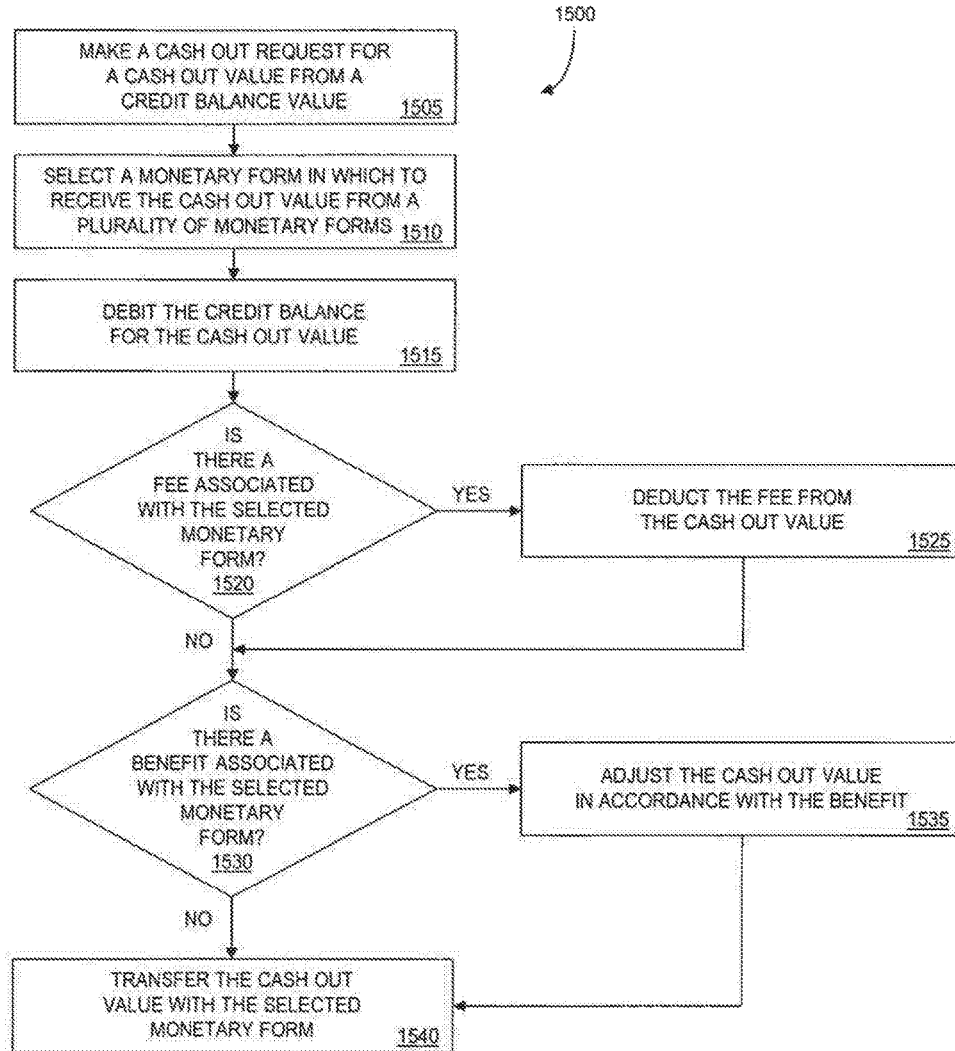 1500
MAKE A CASH OUT REQUEST FOR
A CASH OUT VALUE FROM A
CREDIT BALANCE VALUE
1505
SELECT A MONETARY FORM IN WHICH TO
RECEIVE THE CASH OUT VALUE FROM A
PLURALITY OF MONETARY FORMS
1510
DEBIT THE CREDIT BALANCE
FOR THE CASH OUT VALUE
1515
IS
THERE A
FEE ASSOCIATED
WITH THE SELECTED
MONETARY
FORM?
1520
YES
DEDUCT THE FEE FROM
THE CASH OUT VALUE
1525
NO
IS
THERE A
BENEFIT ASSOCIATED
WITH THE SELECTED
MONETARY
FORM?
1530
YES
ADJUST THE CASH OUT VALUE
IN ACCORDANCE WITH THE BENEFIT
1535
NO
TRANSFER THE CASH OUT
VALUE WITH THE SELECTED
MONETARY FORM
1540